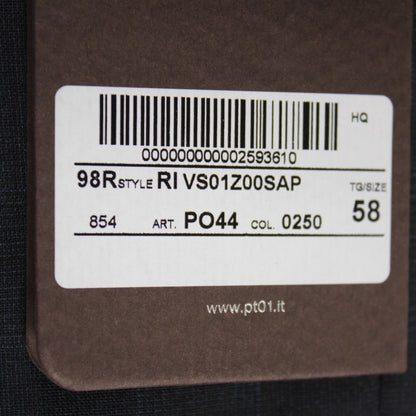 HQ
000000000002593610
98R STYLE RI VS01Z00SAP TG/SIZE
854 ART. PO44 COL. 0250 58
www.pt01.it